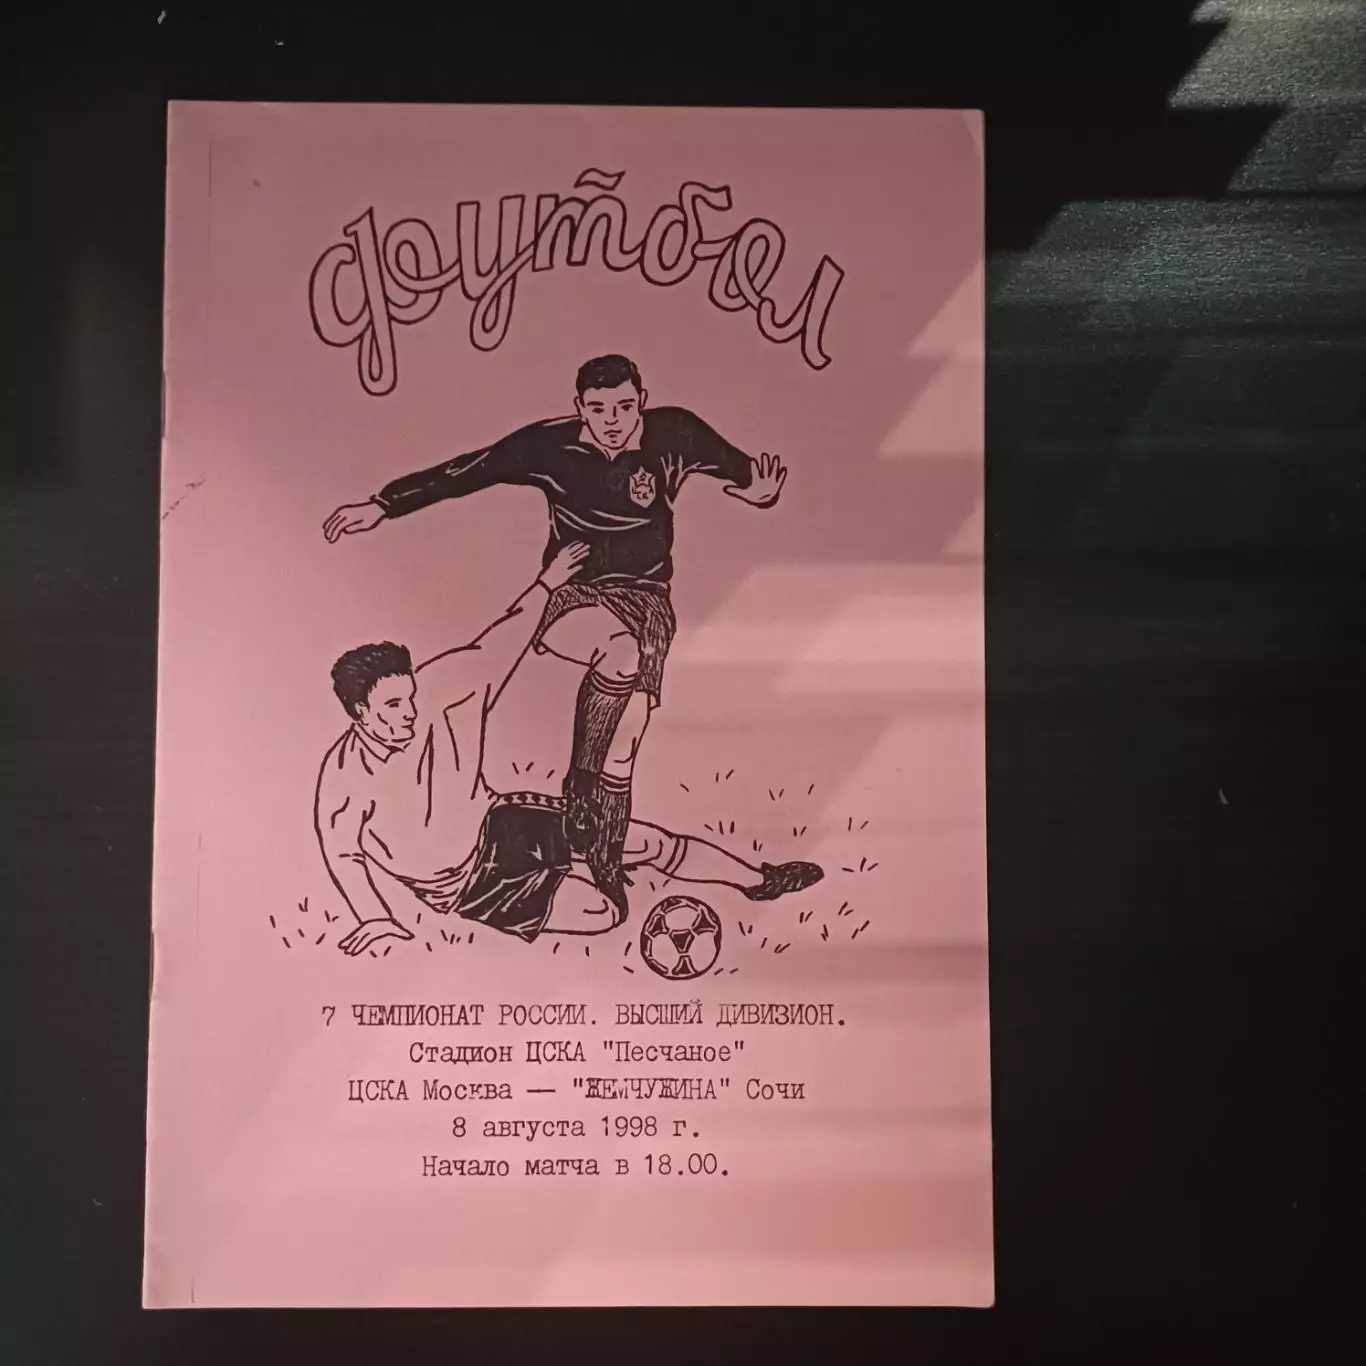 футбол
7 ЧЕМПИОНАТ РОССИИ. ВЫСШИЙ ДИВИЗИОН.
Стадион ЦСКА "Песчаное"
ЦСКА Москва — "ЖЕМЧУЖИНА" Сочи
8 августа 1998 г.
Начало матча в 18.00.